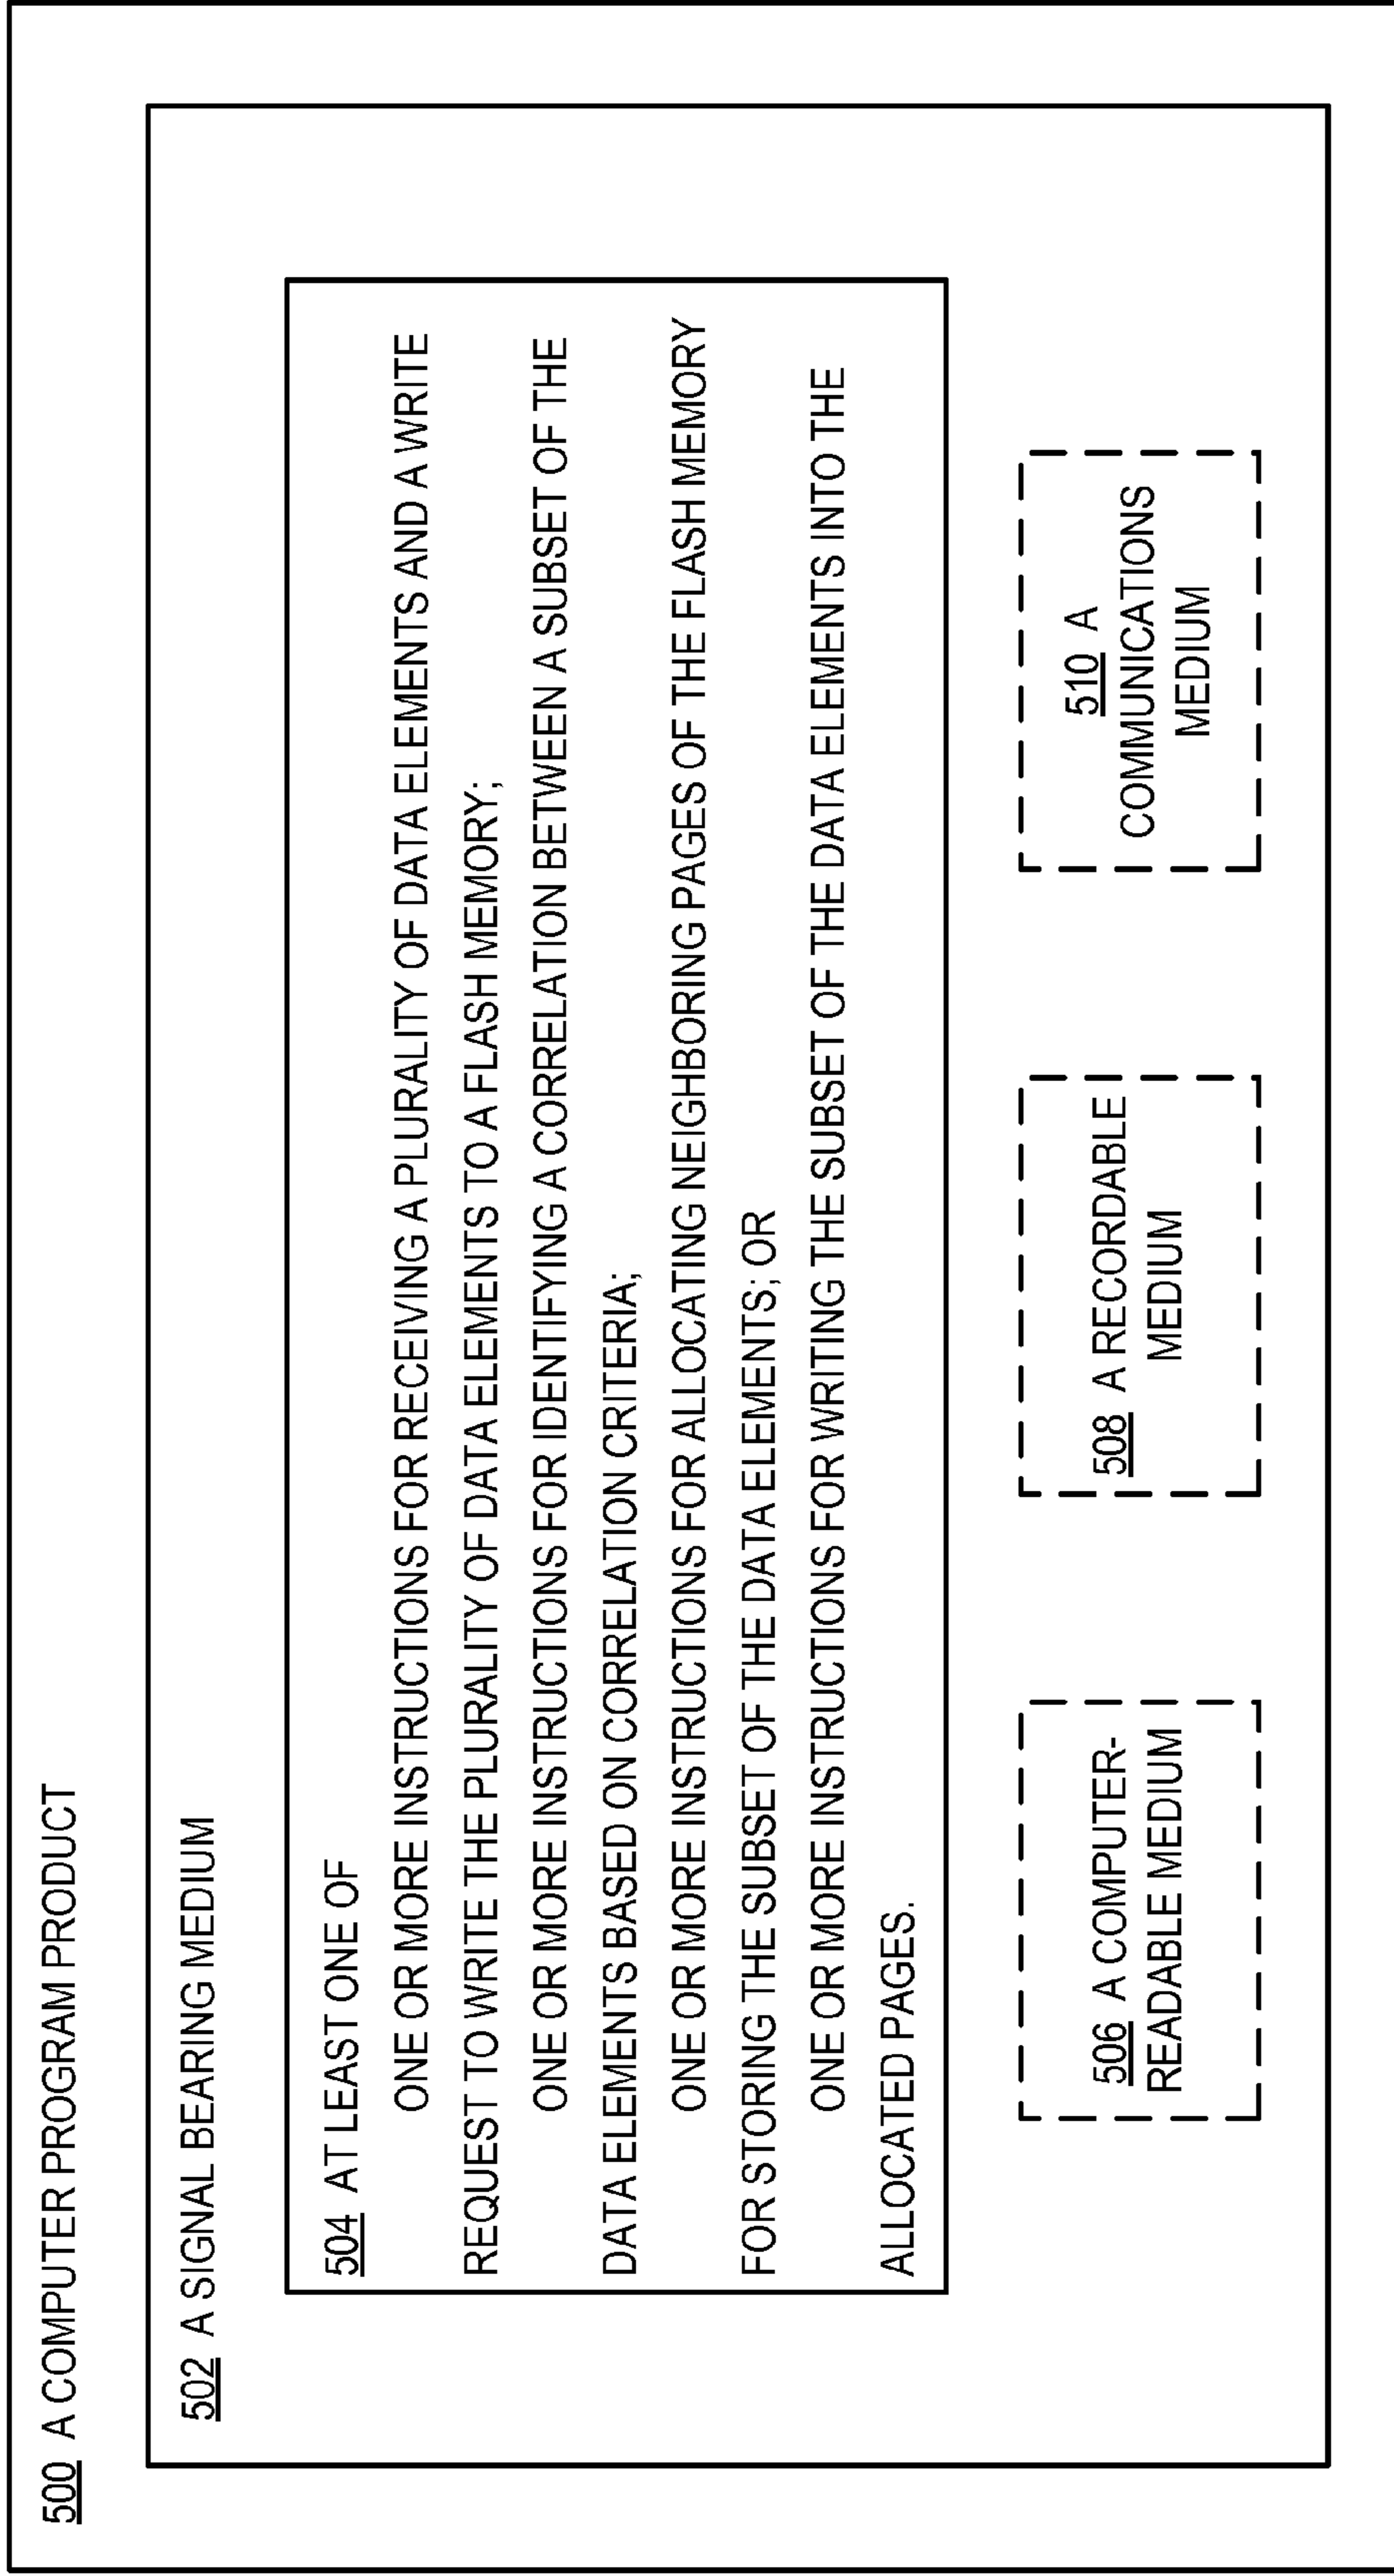 500 A COMPUTER PROGRAM PRODUCT
502 A SIGNAL BEARING MEDIUM
504 AT LEAST ONE OF
ONE OR MORE INSTRUCTIONS FOR RECEIVING A PLURALITY OF DATA ELEMENTS AND A WRITE
REQUEST TO WRITE THE PLURALITY OF DATA ELEMENTS TO A FLASH MEMORY;
ONE OR MORE INSTRUCTIONS FOR IDENTIFYING A CORRELATION BETWEEN A SUBSET OF THE
DATA ELEMENTS BASED ON CORRELATION CRITERIA;
ONE OR MORE INSTRUCTIONS FOR ALLOCATING NEIGHBORING PAGES OF THE FLASH MEMORY
FOR STORING THE SUBSET OF THE DATA ELEMENTS; OR
ONE OR MORE INSTRUCTIONS FOR WRITING THE SUBSET OF THE DATA ELEMENTS INTO THE
ALLOCATED PAGES.
506 A COMPUTER-
READABLE MEDIUM
508 A RECORDABLE
MEDIUM
510 A
COMMUNICATIONS
MEDIUM